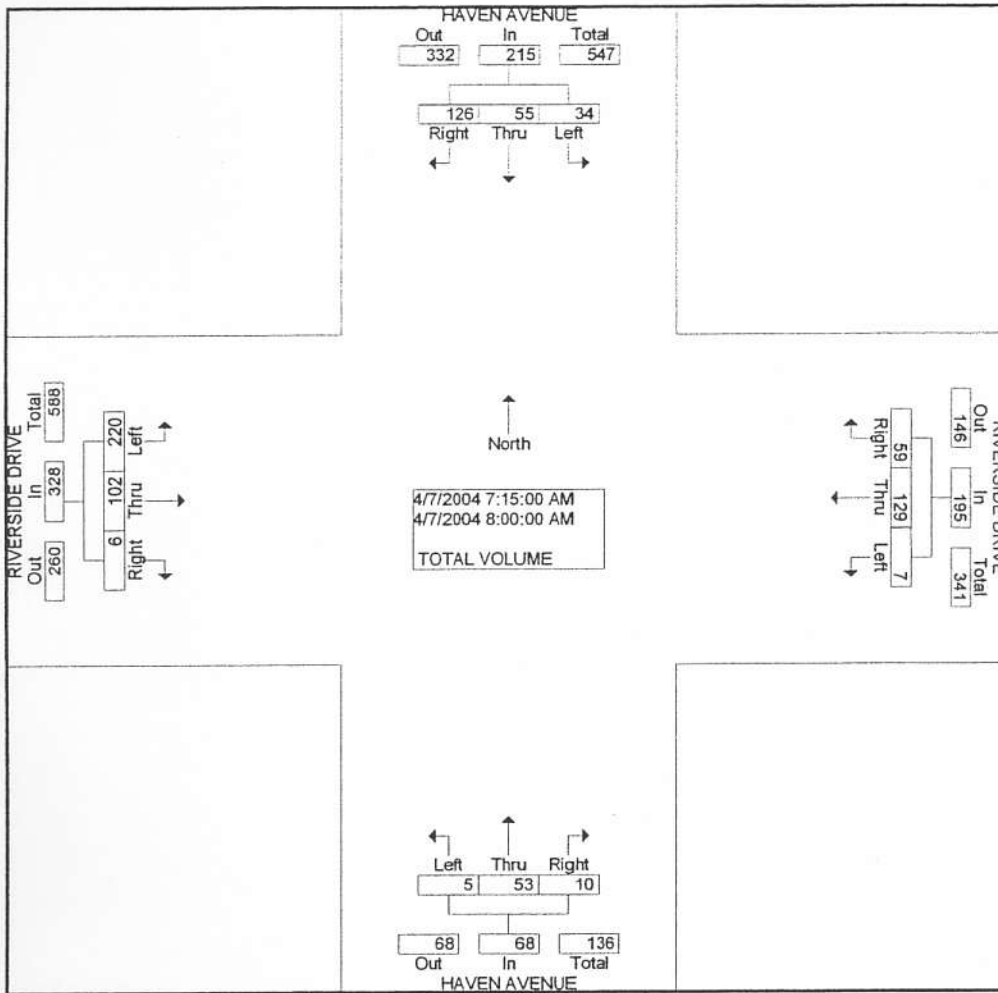 HAVEN AVENUE
Out In Total
332 215 547
126 55 34
Right Thru Left
RIVERSIDE DRIVE
Total In Out
588 328 260
220 102 6
Left Thru Right
North
4/7/2004 7:15:00 AM
4/7/2004 8:00:00 AM
TOTAL VOLUME
Right Thru Left
59 129 7
146 195 341
Out In Total
RIVERSIDE DRIVE
Left Thru Right
5 53 10
68 68 136
Out In Total
HAVEN AVENUE